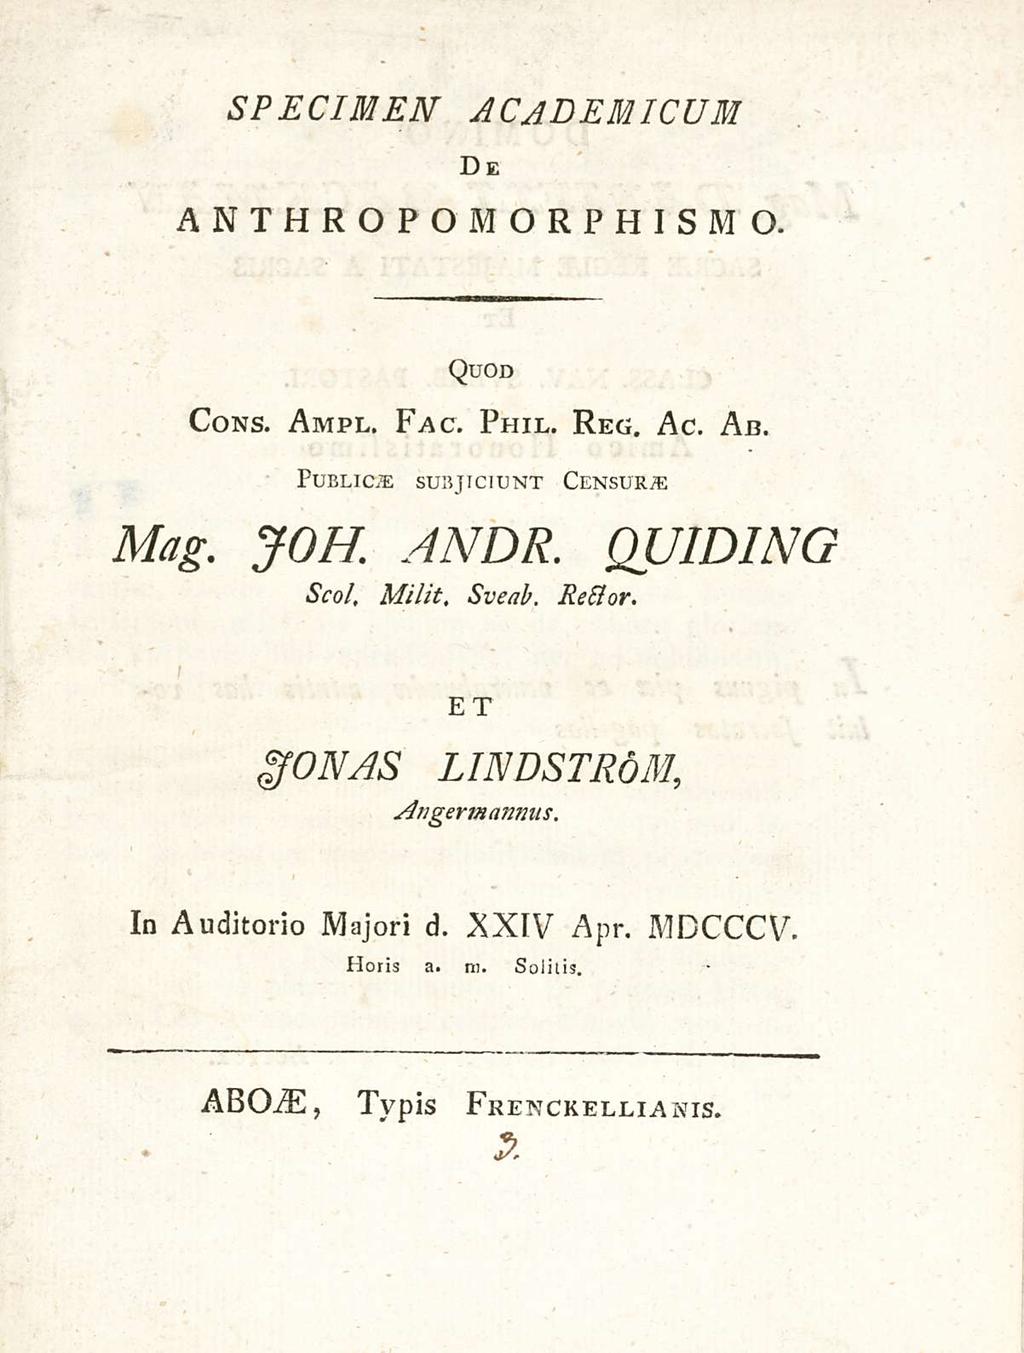 SPECIMEN ACADEMICUM
DE
ANTHROPOMORPHISMO.
QUOD
CONS. AMPL. FAC. PHIL. REG. AC. AB.
PUBLICÆ SUBJICIUNT CENSURÆ
Mag. JOH. ANDR. QUIDING
Scol. Milit. Sveab. Rector.
ET
JONAS LINDSTRÖM,
Angermannus.
In Auditorio Majori d. XXIV Apr. MDCCCV.
Horis a. m. Solitis.
ABOÆ, Typis FRENCKELLIANIS.
3.